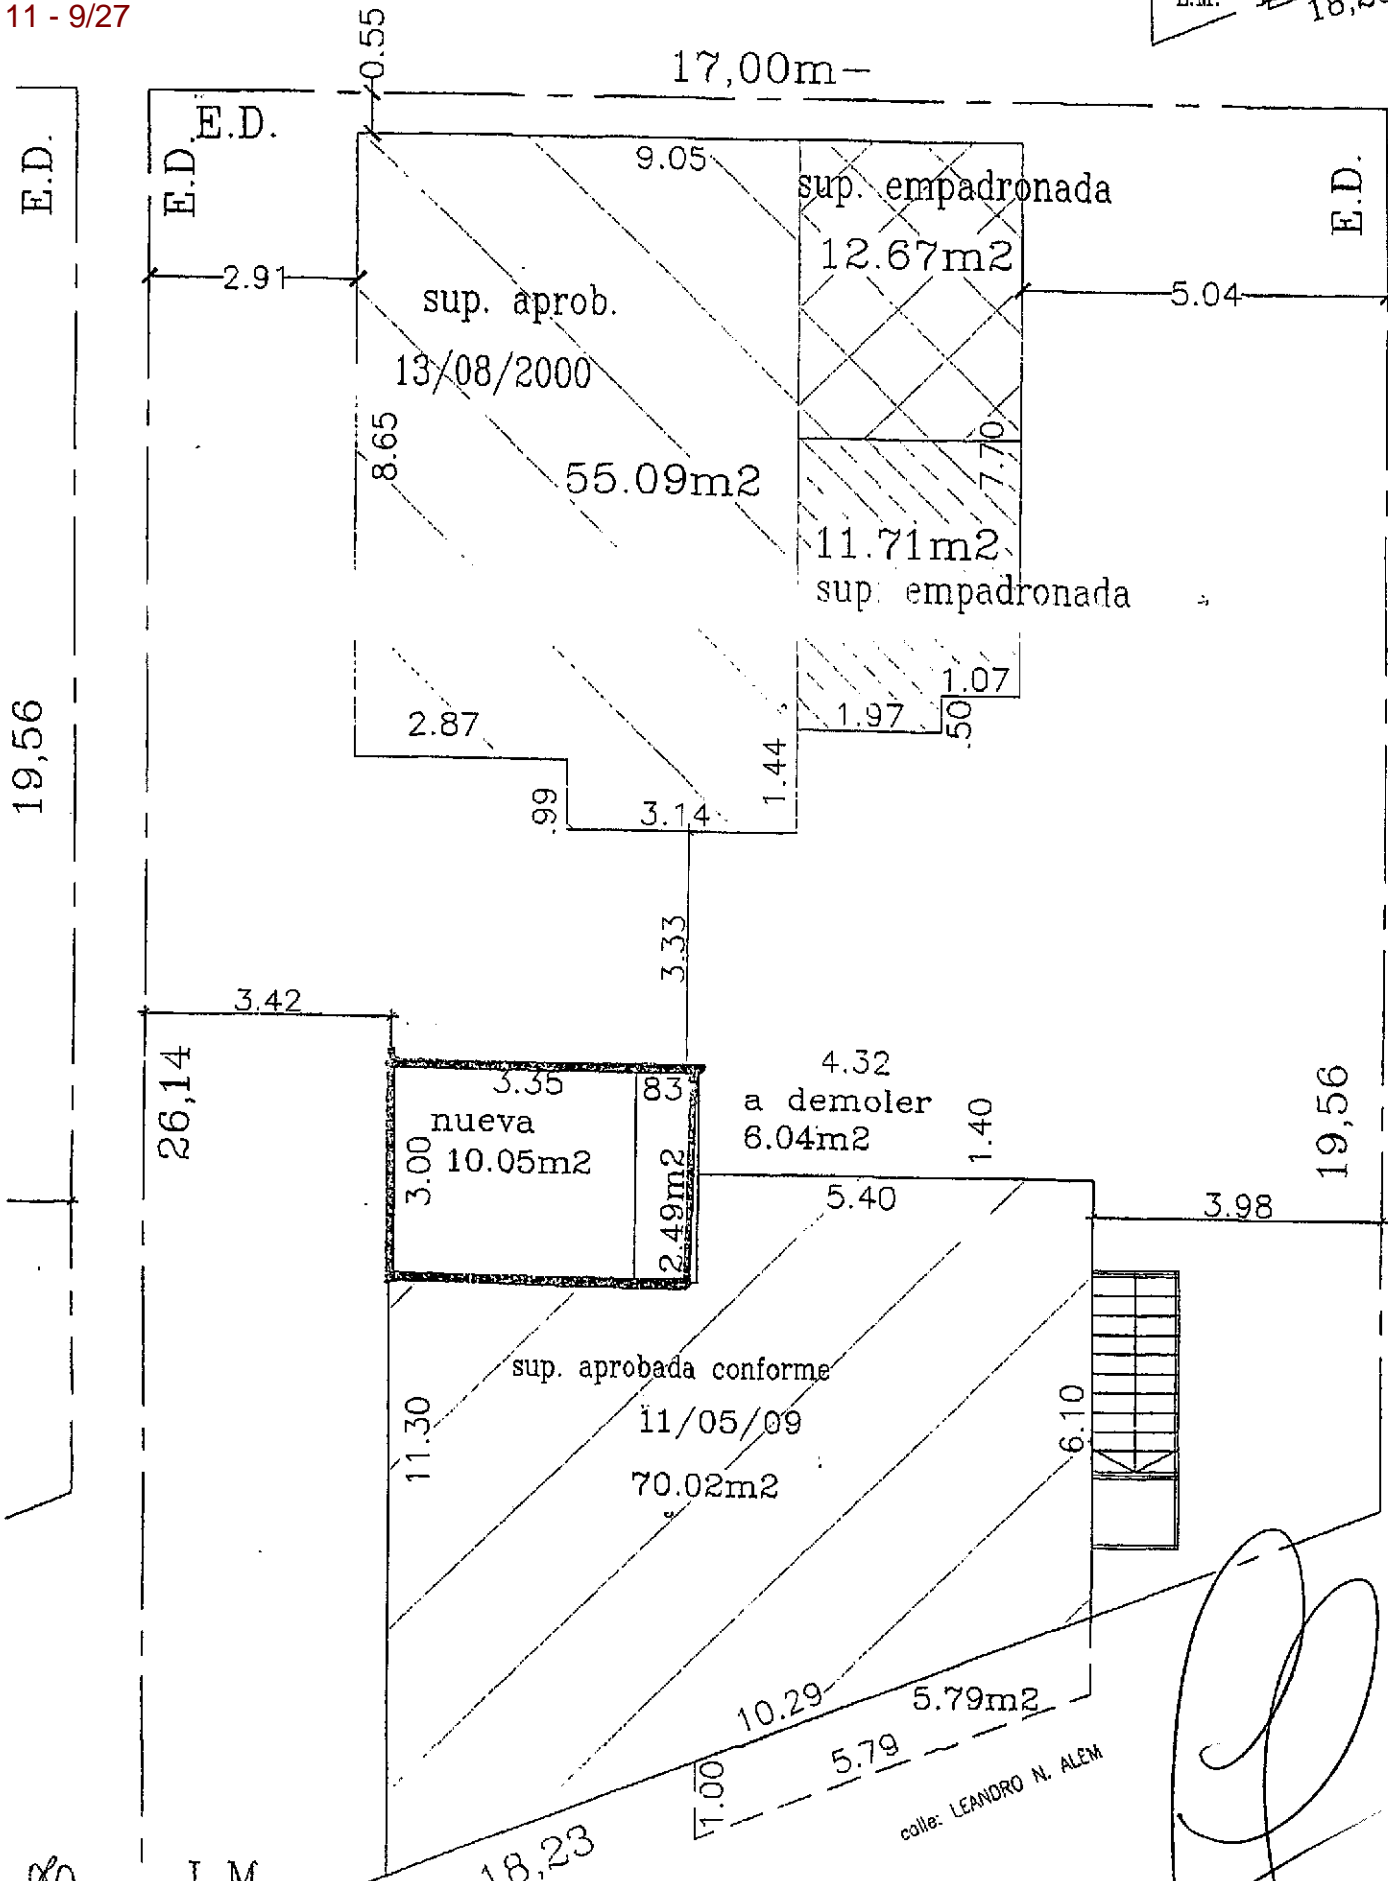 11 - 9/27
0.55
17,00m-
E.D.
E.D.
E.D.
E.D.
9.05
sup. empadronada
12.67m2
2.91
5.04
sup. aprob.
13/08/2000
8.65
55.09m2
7.70
11.71m2
sup. empadronada
1.07
1.97
.50
2.87
1.44
.99
3.14
19,56
3.33
3.42
26,14
3.35
83
4.32
nueva
a demoler
10.05m2
6.04m2
1.40
3.00
2.49m2
19,56
5.40
3.98
sup. aprobada conforme
11/05/09
11.30
6.10
70.02m2
10.29
5.79m2
5.79
1.00
calle: LEANDRO N. ALEM
18,23